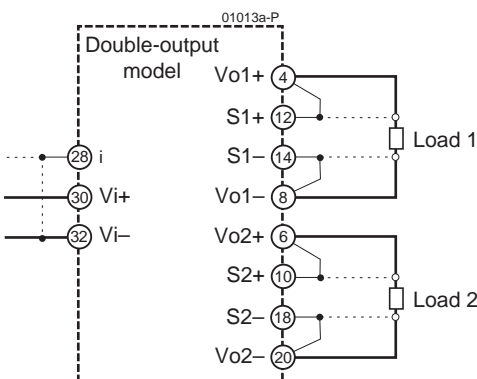 01013a-P
Double-output
model
Vo1+ 4
S1+ 12
S1– 14
Vo1– 8
Load 1
28 i
30 Vi+
32 Vi–
Vo2+ 6
S2+ 10
S2– 18
Vo2– 20
Load 2